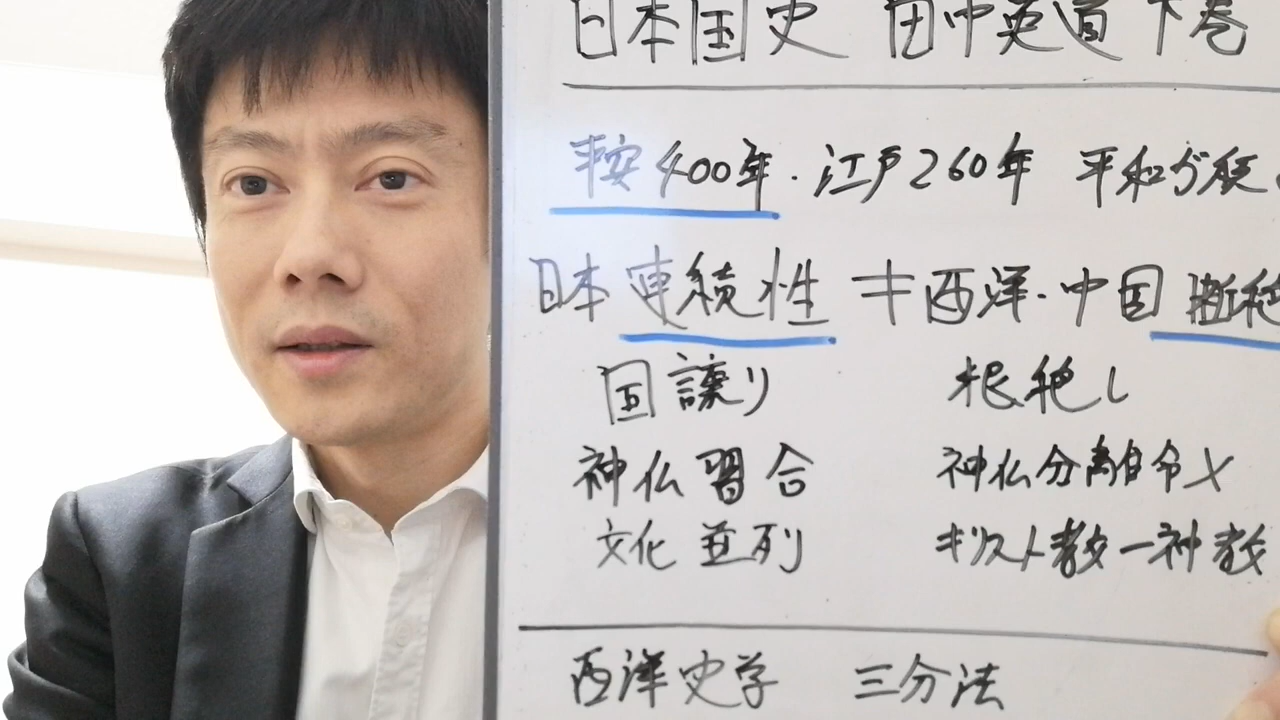 日本国史 田中英道 下巻
平安400年・江戸260年 平和が続
日本連続性 キ西洋・中国 断絶
国譲り 根絶し
神仏習合 神仏分離令×
文化並列 キリスト教一神教
西洋史学 三分法